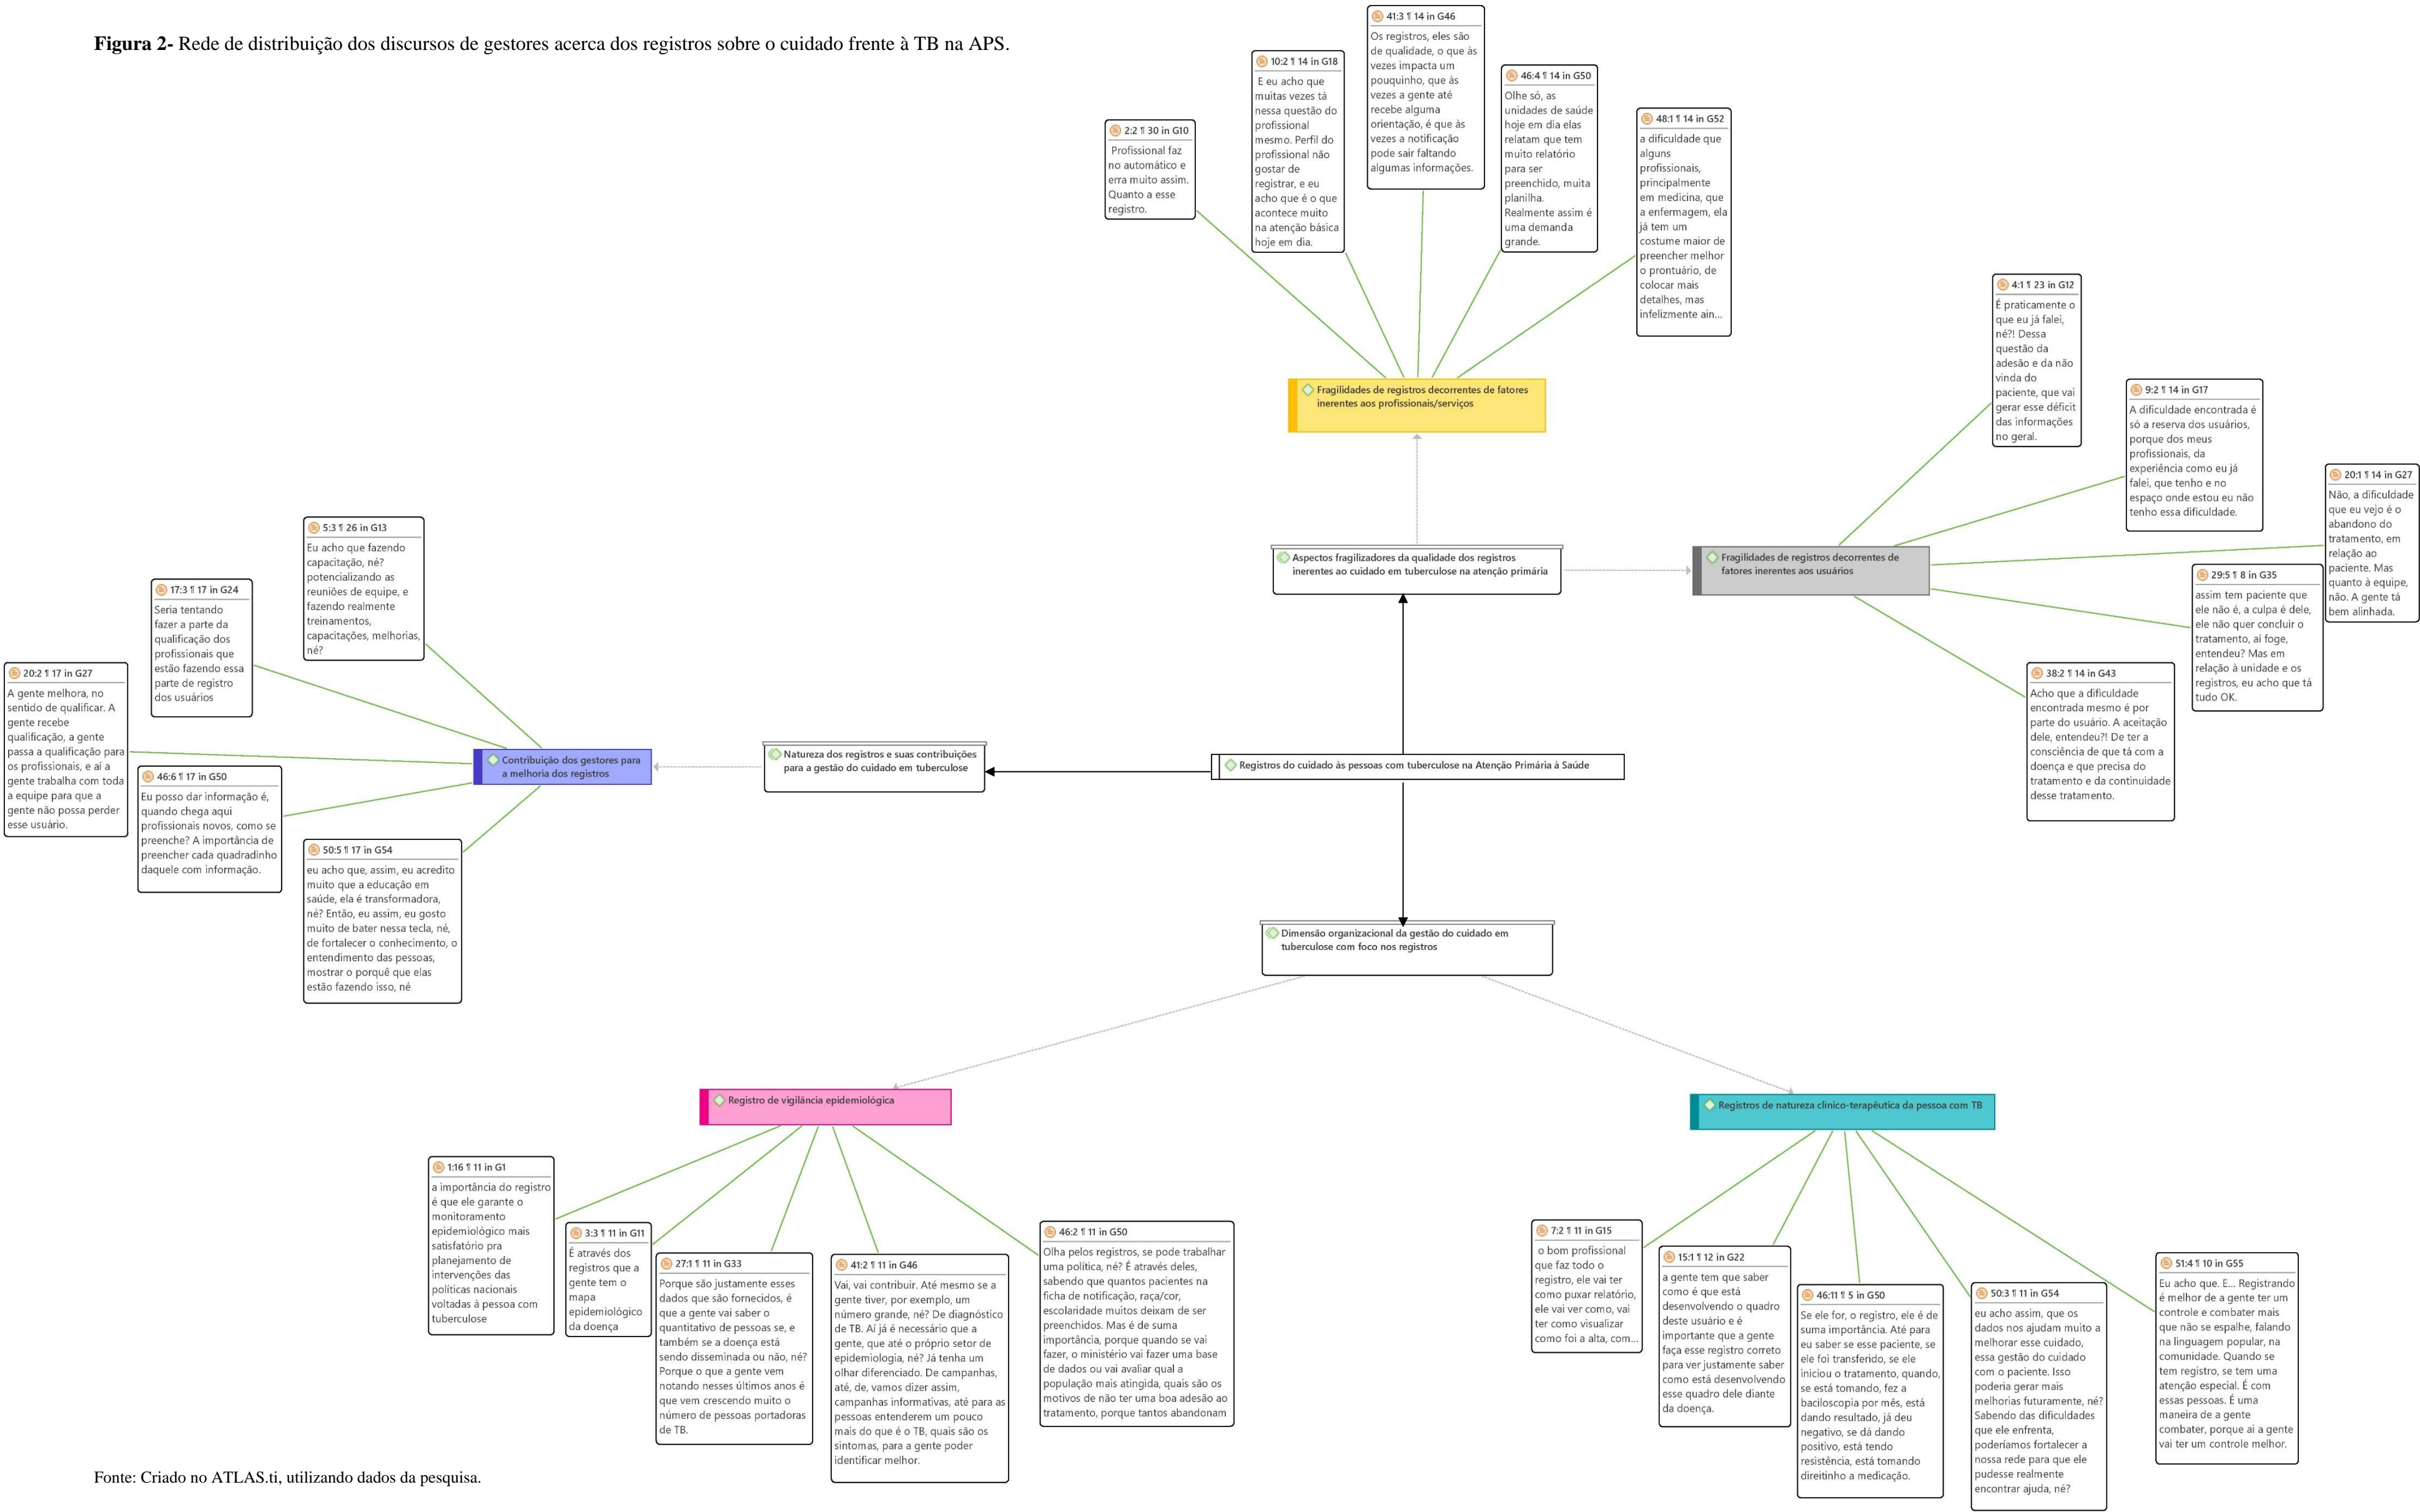 Figura 2- Rede de distribuição dos discursos de gestores acerca dos registros sobre o cuidado frente à TB na APS.
2:2 ¶ 30 in G10
Profissional faz
no automático e
erra muito assim.
Quanto a esse
registro.
10:2 ¶ 14 in G18
E eu acho que
muitas vezes tá
nessa questão do
profissional
mesmo. Perfil do
profissional não
gostar de
registrar, e eu
acho que é o que
acontece muito
na atenção básica
hoje em dia.
41:3 ¶ 14 in G46
Os registros, eles são
de qualidade, o que às
vezes impacta um
pouquinho, que às
vezes a gente até
recebe alguma
orientação, é que às
vezes a notificação
pode sair faltando
algumas informações.
46:4 ¶ 14 in G50
Olhe só, as
unidades de saúde
hoje em dia elas
relatam que tem
muito relatório
para ser
preenchido, muita
planilha.
Realmente assim é
uma demanda
grande.
48:1 ¶ 14 in G52
a dificuldade que
alguns
profissionais,
principalmente
em medicina, que
a enfermagem, ela
já tem um
costume maior de
preencher melhor
o prontuário, de
colocar mais
detalhes, mas
infelizmente ain...
Fragilidades de registros decorrentes de fatores
inerentes aos profissionais/serviços
4:1 ¶ 23 in G12
É praticamente o
que eu já falei,
né?! Dessa
questão da
adesão e da não
vinda do
paciente, que vai
gerar esse déficit
das informações
no geral.
9:2 ¶ 14 in G17
A dificuldade encontrada é
só a reserva dos usuários,
porque dos meus
profissionais, da
experiência como eu já
falei, que tenho e no
espaço onde estou eu não
tenho essa dificuldade.
20:1 ¶ 14 in G27
Não, a dificuldade
que eu vejo é o
abandono do
tratamento, em
relação ao
paciente. Mas
quanto à equipe,
não. A gente tá
bem alinhada.
29:5 ¶ 8 in G35
assim tem paciente que
ele não é, a culpa é dele,
ele não quer concluir o
tratamento, aí foge,
entendeu? Mas em
relação à unidade e os
registros, eu acho que tá
tudo OK.
38:2 ¶ 14 in G43
Acho que a dificuldade
encontrada mesmo é por
parte do usuário. A aceitação
dele, entendeu?! De ter a
consciência de que tá com a
doença e que precisa do
tratamento e da continuidade
desse tratamento.
Aspectos fragilizadores da qualidade dos registros
inerentes ao cuidado em tuberculose na atenção primária
Fragilidades de registros decorrentes de
fatores inerentes aos usuários
5:3 ¶ 26 in G13
Eu acho que fazendo
capacitação, né?
potencializando as
reuniões de equipe, e
fazendo realmente
treinamentos,
capacitações, melhorias,
né?
17:3 ¶ 17 in G24
Seria tentando
fazer a parte da
qualificação dos
profissionais que
estão fazendo essa
parte de registro
dos usuários
20:2 ¶ 17 in G27
A gente melhora, no
sentido de qualificar. A
gente recebe
qualificação, a gente
passa a qualificação para
os profissionais, e aí a
gente trabalha com toda
a equipe para que a
gente não possa perder
esse usuário.
46:6 ¶ 17 in G50
Eu posso dar informação é,
quando chega aqui
profissionais novos, como se
preenche? A importância de
preencher cada quadradinho
daquele com informação.
50:5 ¶ 17 in G54
eu acho que, assim, eu acredito
muito que a educação em
saúde, ela é transformadora,
né? Então, eu assim, eu gosto
muito de bater nessa tecla, né,
de fortalecer o conhecimento, o
entendimento das pessoas,
mostrar o porquê que elas
estão fazendo isso, né
Contribuição dos gestores para
a melhoria dos registros
Natureza dos registros e suas contribuições
para a gestão do cuidado em tuberculose
Registros do cuidado às pessoas com tuberculose na Atenção Primária à Saúde
Dimensão organizacional da gestão do cuidado em
tuberculose com foco nos registros
Registro de vigilância epidemiológica
Registros de natureza clínico-terapêutica da pessoa com TB
1:16 ¶ 11 in G1
a importância do registro
é que ele garante o
monitoramento
epidemiológico mais
satisfatório pra
planejamento de
intervenções das
políticas nacionais
voltadas à pessoa com
tuberculose
3:3 ¶ 11 in G11
É através dos
registros que a
gente tem o
mapa
epidemiológico
da doença
27:1 ¶ 11 in G33
Porque são justamente esses
dados que são fornecidos, é
que a gente vai saber o
quantitativo de pessoas se, e
também se a doença está
sendo disseminada ou não, né?
Porque o que a gente vem
notando nesses últimos anos é
que vem crescendo muito o
número de pessoas portadoras
de TB.
41:2 ¶ 11 in G46
Vai, vai contribuir. Até mesmo se a
gente tiver, por exemplo, um
número grande, né? De diagnóstico
de TB. Aí já é necessário que a
gente, que até o próprio setor de
epidemiologia, né? Já tenha um
olhar diferenciado. De campanhas,
até, de, vamos dizer assim,
campanhas informativas, até para as
pessoas entenderem um pouco
mais do que é o TB, quais são os
sintomas, para a gente poder
identificar melhor.
46:2 ¶ 11 in G50
Olha pelos registros, se pode trabalhar
uma política, né? É através deles,
sabendo que quantos pacientes na
ficha de notificação, raça/cor,
escolaridade muitos deixam de ser
preenchidos. Mas é de suma
importância, porque quando se vai
fazer, o ministério vai fazer uma base
de dados ou vai avaliar qual a
população mais atingida, quais são os
motivos de não ter uma boa adesão ao
tratamento, porque tantos abandonam
7:2 ¶ 11 in G15
o bom profissional
que faz todo o
registro, ele vai ter
como puxar relatório,
ele vai ver como, vai
ter como visualizar
como foi a alta, com...
15:1 ¶ 12 in G22
a gente tem que saber
como é que está
desenvolvendo o quadro
deste usuário e é
importante que a gente
faça esse registro correto
para ver justamente saber
como está desenvolvendo
esse quadro dele diante
da doença.
46:11 ¶ 5 in G50
Se ele for, o registro, ele é de
suma importância. Até para
eu saber se esse paciente, se
ele foi transferido, se ele
iniciou o tratamento, quando,
se está tomando, fez a
baciloscopia por mês, está
dando resultado, já deu
negativo, se dá dando
positivo, está tendo
resistência, está tomando
direitinho a medicação.
50:3 ¶ 11 in G54
eu acho assim, que os
dados nos ajudam muito a
melhorar esse cuidado,
essa gestão do cuidado
com o paciente. Isso
poderia gerar mais
melhorias futuramente, né?
Sabendo das dificuldades
que ele enfrenta,
poderíamos fortalecer a
nossa rede para que ele
pudesse realmente
encontrar ajuda, né?
51:4 ¶ 10 in G55
Eu acho que. E... Registrando
é melhor de a gente ter um
controle e combater mais
que não se espalhe, falando
na linguagem popular, na
comunidade. Quando se
tem registro, se tem uma
atenção especial. É com
essas pessoas. É uma
maneira de a gente
combater, porque ai a gente
vai ter um controle melhor.
Fonte: Criado no ATLAS.ti, utilizando dados da pesquisa.